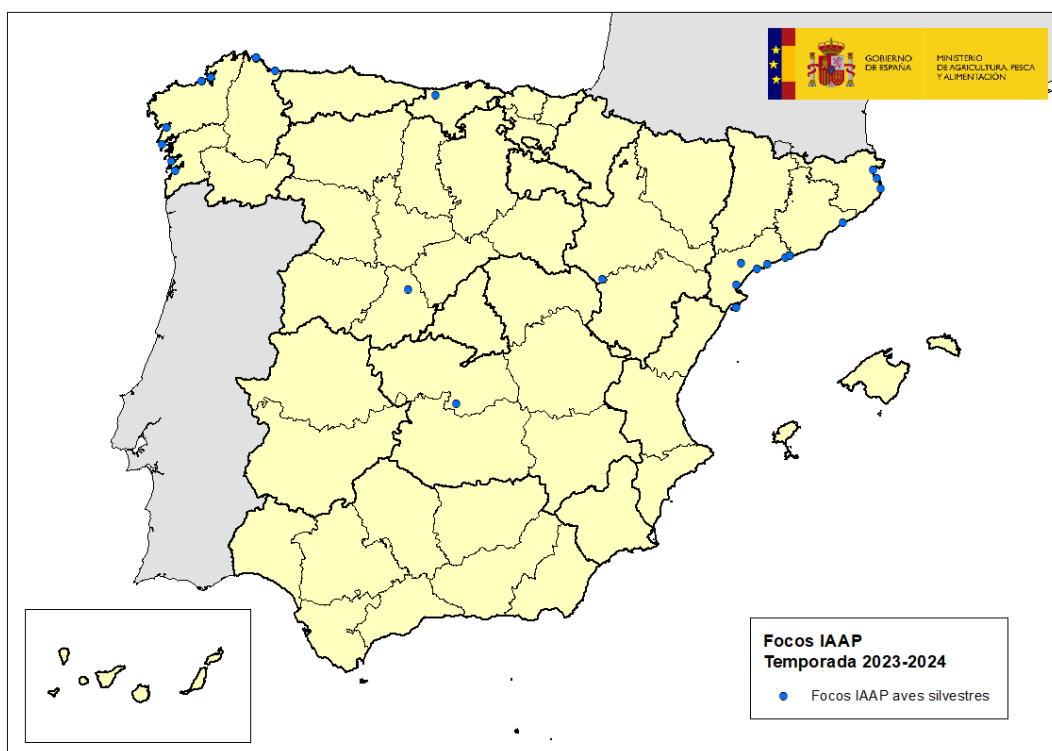 GOBIERNO
DE ESPAÑA
MINISTERIO
DE AGRICULTURA, PESCA
Y ALIMENTACIÓN
Focos IAAP
Temporada 2023-2024
Focos IAAP aves silvestres